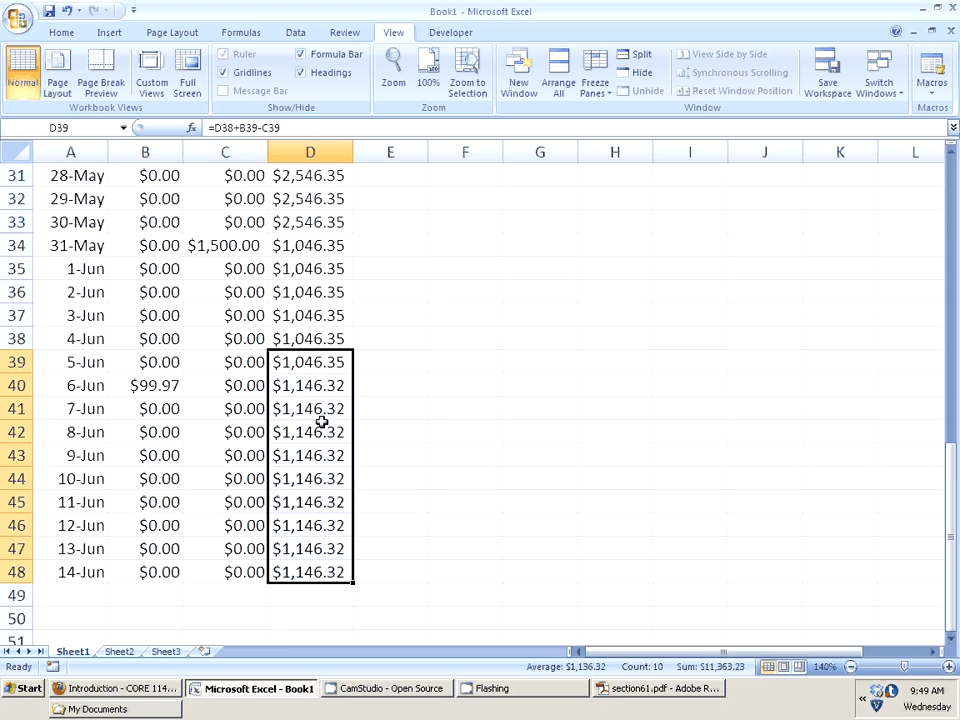 Book1 - Microsoft Excel
Home Insert Page Layout Formulas Data Review View Developer
Normal Page Layout Page Break Preview Custom Views Full Screen
Workbook Views
Ruler Formula Bar
Gridlines Headings
Message Bar
Show/Hide
Zoom 100% Zoom to Selection
Zoom
New Window Arrange All Freeze Panes
Split
Hide
Unhide
View Side by Side
Synchronous Scrolling
Reset Window Position
Save Workspace Switch Windows
Window
Macros
Macros
D39 fx =D38+B39-C39
A B C D E F G H I J K L
31 28-May $0.00 $0.00 $2,546.35
32 29-May $0.00 $0.00 $2,546.35
33 30-May $0.00 $0.00 $2,546.35
34 31-May $0.00 $1,500.00 $1,046.35
35 1-Jun $0.00 $0.00 $1,046.35
36 2-Jun $0.00 $0.00 $1,046.35
37 3-Jun $0.00 $0.00 $1,046.35
38 4-Jun $0.00 $0.00 $1,046.35
39 5-Jun $0.00 $0.00 $1,046.35
40 6-Jun $99.97 $0.00 $1,146.32
41 7-Jun $0.00 $0.00 $1,146.32
42 8-Jun $0.00 $0.00 $1,146.32
43 9-Jun $0.00 $0.00 $1,146.32
44 10-Jun $0.00 $0.00 $1,146.32
45 11-Jun $0.00 $0.00 $1,146.32
46 12-Jun $0.00 $0.00 $1,146.32
47 13-Jun $0.00 $0.00 $1,146.32
48 14-Jun $0.00 $0.00 $1,146.32
49
50
51
Sheet1 Sheet2 Sheet3
Ready Average: $1,136.32 Count: 10 Sum: $11,363.23 140%
Start Introduction - CORE 114... Microsoft Excel - Book1 CamStudio - Open Source Flashing section61.pdf - Adobe R... 9:49 AM
My Documents Wednesday